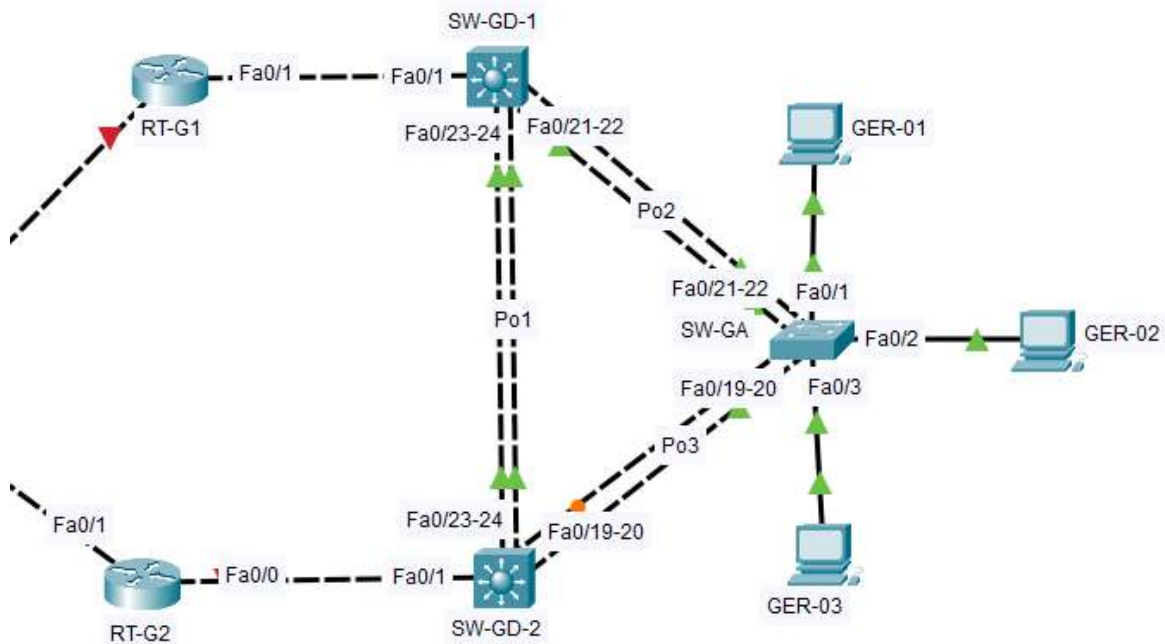 SW-GD-1
Fa0/1
Fa0/1
RT-G1
Fa0/23-24
Fa0/21-22
GER-01
Po2
Fa0/21-22
Fa0/1
Po1
SW-GA
Fa0/2
GER-02
Fa0/19-20
Fa0/3
Po3
Fa0/23-24
Fa0/19-20
Fa0/1
Fa0/0
Fa0/1
GER-03
SW-GD-2
RT-G2